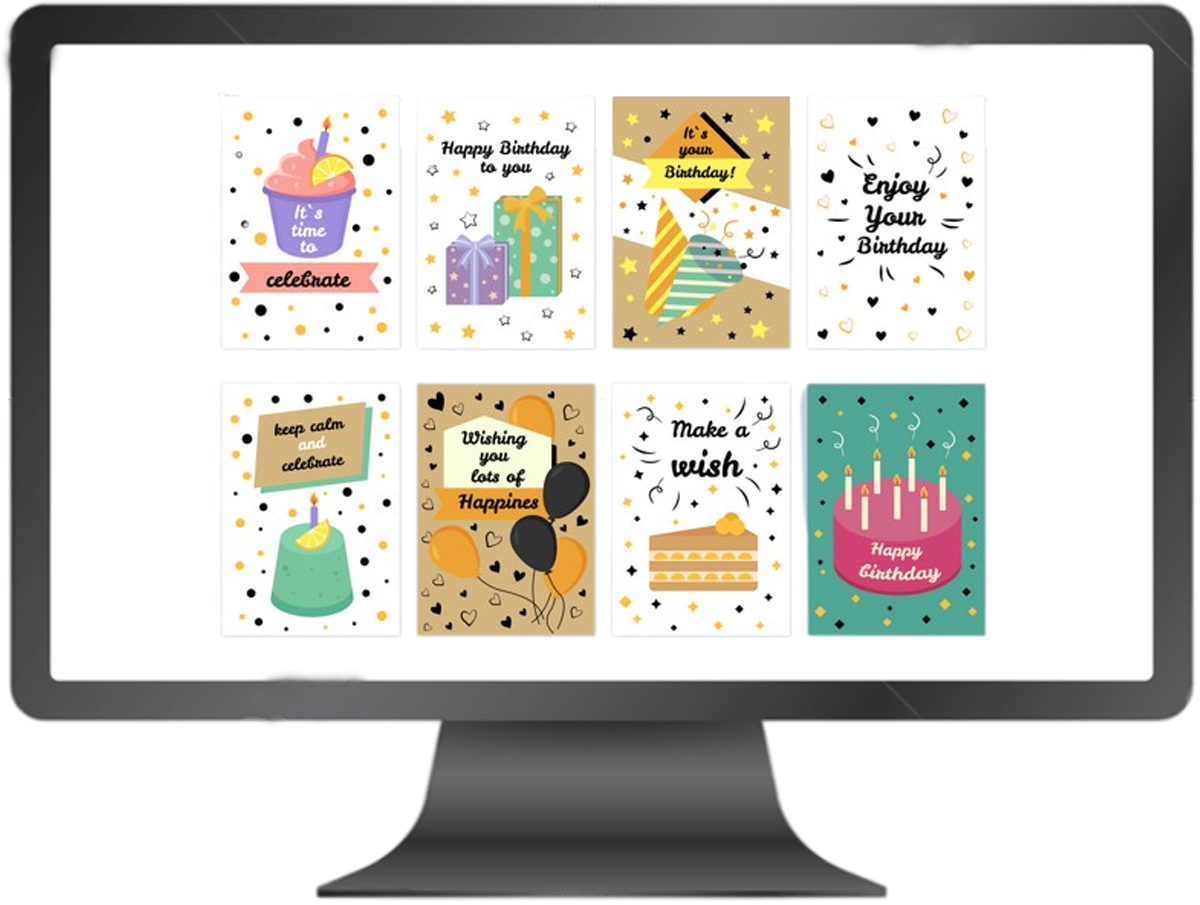 It`s
time
to
celebrate
Happy Birthday
to you
It`s
your
Birthday!
Enjoy
Your
Birthday
keep calm
and
celebrate
Wishing
you
lots of
Happines
Make a
wish
Happy
Birthday